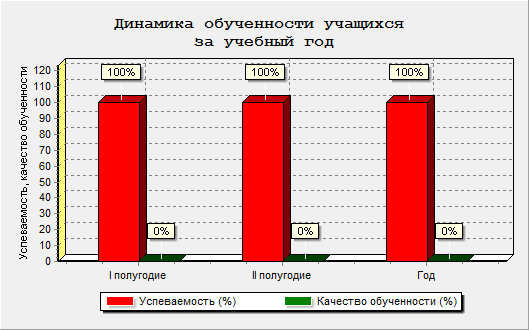 Динамика обученности учащихся
за учебный год
Успеваемость, качество обученности
120
110
100
90
80
70
60
50
40
30
20
10
0
100%
0%
100%
0%
100%
0%
I полугодие
II полугодие
Год
Успеваемость (%)
Качество обученности (%)